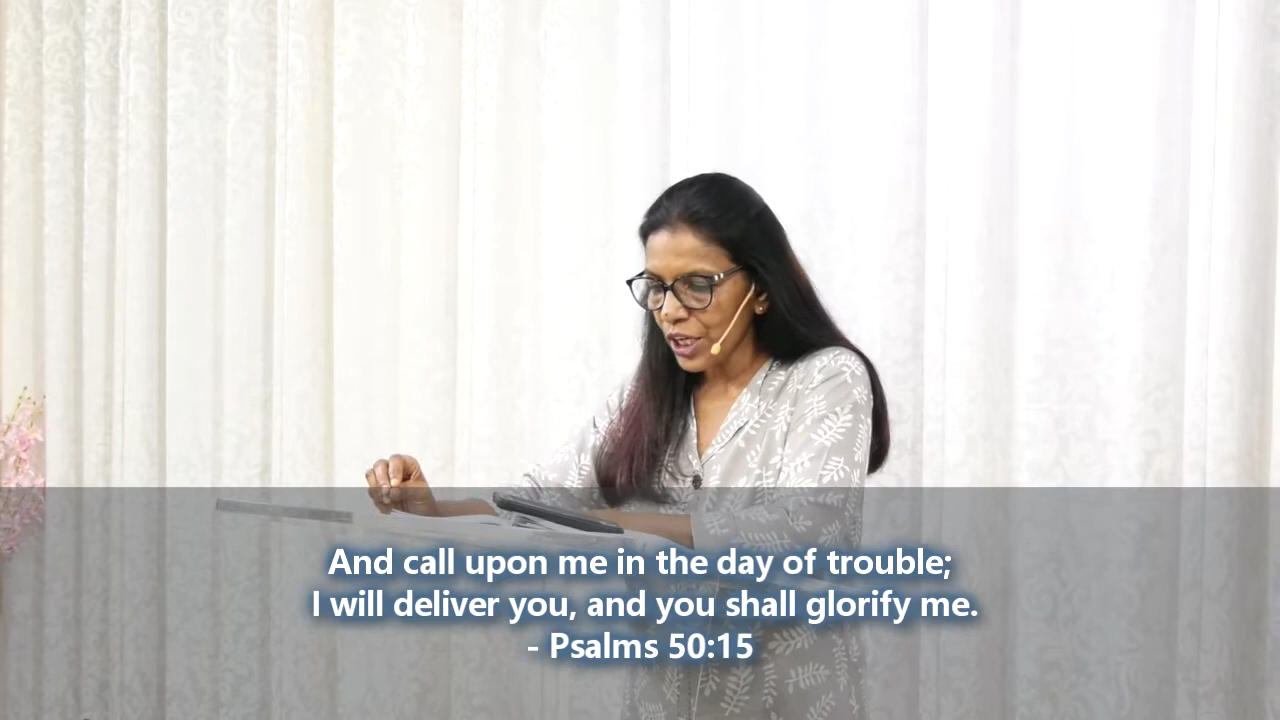 And call upon me in the day of trouble;
I will deliver you, and you shall glorify me.
- Psalms 50:15